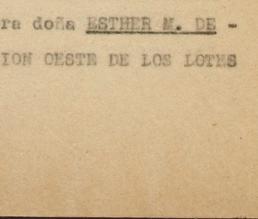 ra doña ESTHER M. DE -
ION OESTE DE LOS LOTES